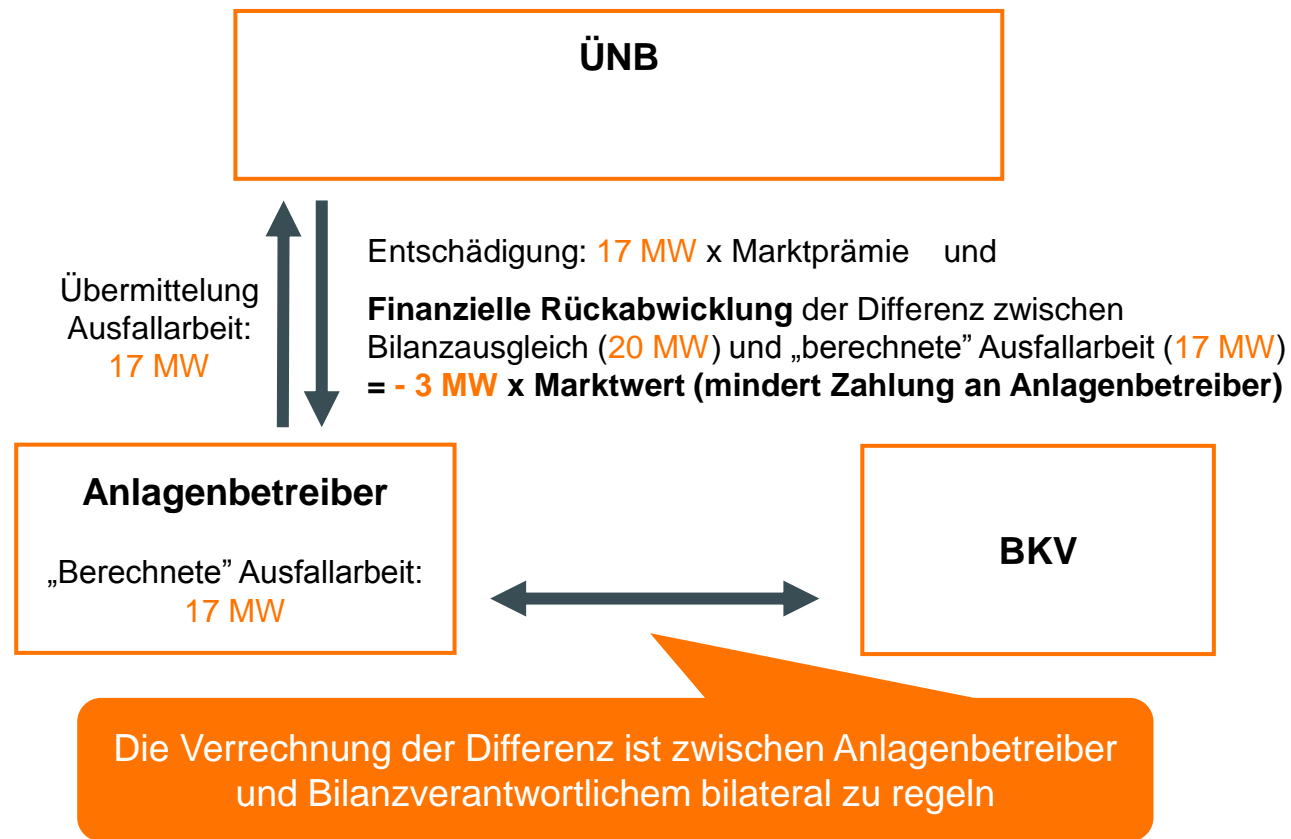 ÜNB
Übermittelung
Ausfallarbeit:
17 MW
Entschädigung: 17 MW x Marktprämie und
Finanzielle Rückabwicklung der Differenz zwischen
Bilanzausgleich (20 MW) und „berechnete” Ausfallarbeit (17 MW)
= - 3 MW x Marktwert (mindert Zahlung an Anlagenbetreiber)
Anlagenbetreiber
„Berechnete” Ausfallarbeit:
17 MW
BKV
Die Verrechnung der Differenz ist zwischen Anlagenbetreiber
und Bilanzverantwortlichem bilateral zu regeln